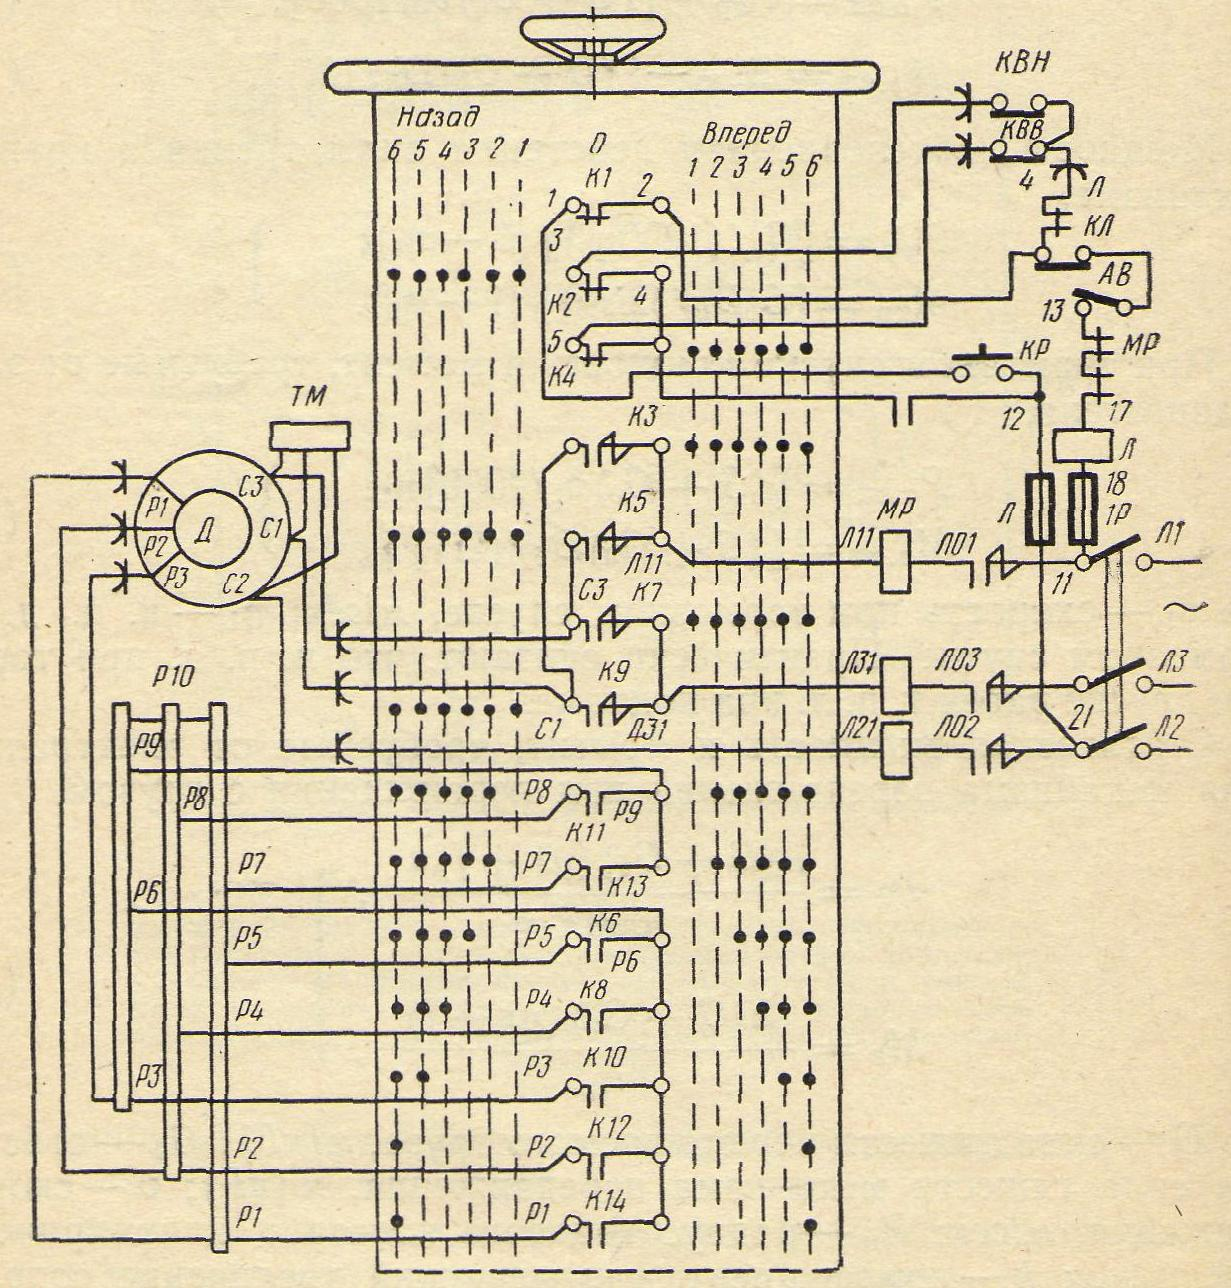 КВН
Назад
Вперед
КВВ
6 5 4 3 2 1
0
1 2 3 4 5 6
К1
1
2
4
Л
3
КЛ
К2
4
АВ
13
5
К4
КР
МР
12
17
ТМ
К3
Л
С3
Р1
К5
18
Д
С1
МР
Л
1Р
Р2
Л11
Л11
Л01
Л1
Р3
С2
С3
К7
11
~
К9
Л31
Л03
Л3
Р10
С1
Д31
Л21
Л02
21
Л2
Р9
Р8
Р8
Р9
К11
Р7
Р7
К13
Р6
К6
Р5
Р5
Р6
К8
Р4
Р4
К10
Р3
Р3
К12
Р2
Р2
К14
Р1
Р1